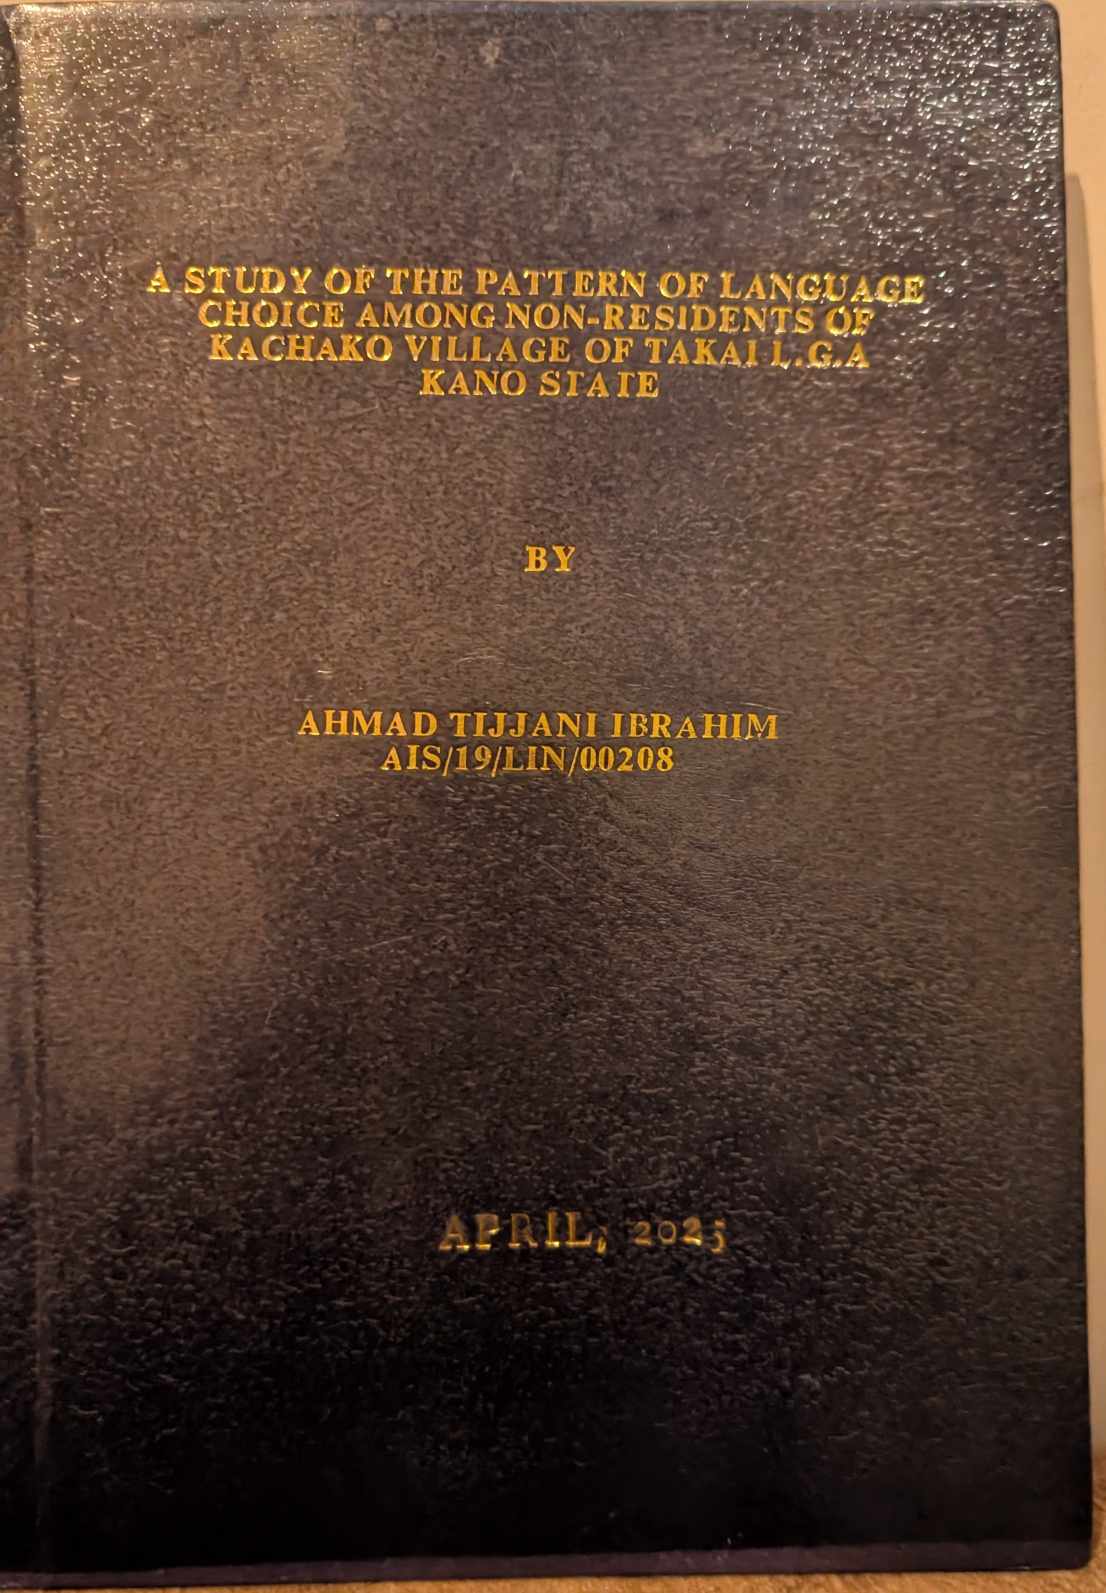 A STUDY OF THE PATTERN OF LANGUAGE
CHOICE AMONG NON-RESIDENTS OF
KACHAKO VILLAGE OF TAKAI L.G.A
KANO STATE
BY
AHMAD TIJJANI IBRAHIM
AIS/19/LIN/00208
APRIL,